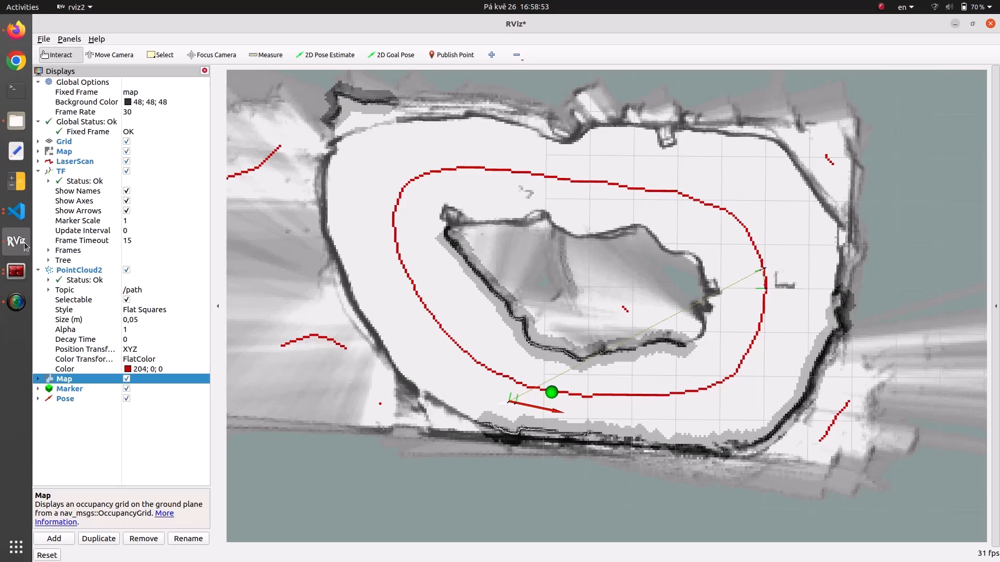 Activities
rviz2
Pá kvě 26 16:58:53
en
70 %
RViz*
File Panels Help
Interact Move Camera Select Focus Camera Measure 2D Pose Estimate 2D Goal Pose Publish Point
Displays
Global Options
Fixed Frame map
Background Color 48; 48; 48
Frame Rate 30
Global Status: Ok
Fixed Frame OK
Grid
Map
LaserScan
TF
Status: Ok
Show Names
Show Axes
Show Arrows
Marker Scale 1
Update Interval 0
Frame Timeout 15
Frames
Tree
PointCloud2
Status: Ok
Topic /path
Selectable
Style Flat Squares
Size (m) 0,05
Alpha 1
Decay Time 0
Position Transf... XYZ
Color Transfor... FlatColor
Color 204; 0; 0
Map
Marker
Pose
Map
Displays an occupancy grid on the ground plane
from a nav_msgs::OccupancyGrid. More
Information.
Add Duplicate Remove Rename
Reset
31 fps
RViz